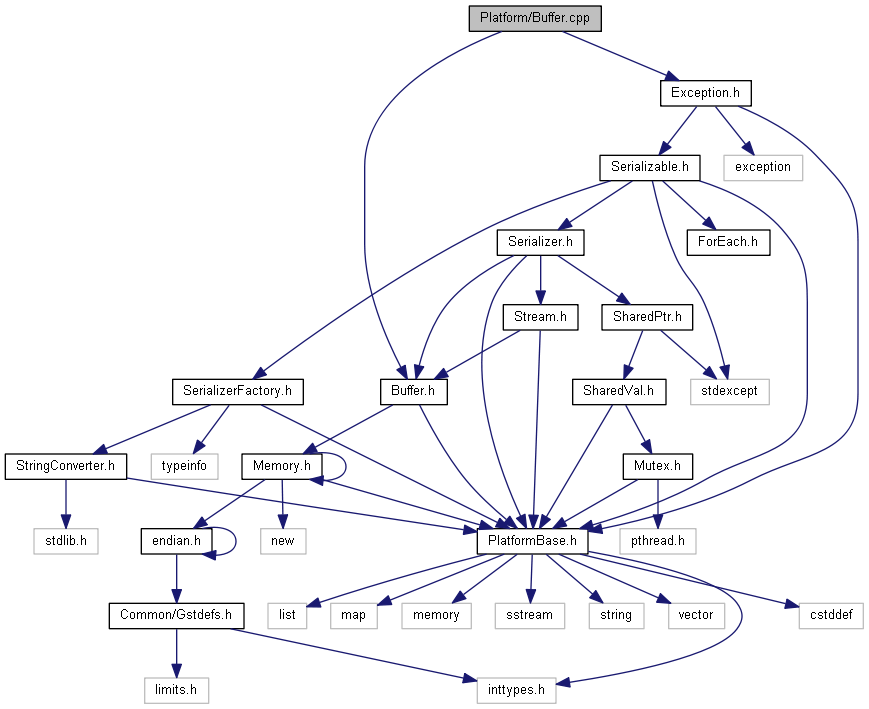 Platform/Buffer.cpp
Exception.h
Serializable.h
exception
Serializer.h
ForEach.h
Stream.h
SharedPtr.h
SerializerFactory.h
Buffer.h
SharedVal.h
stdexcept
StringConverter.h
typeinfo
Memory.h
Mutex.h
stdlib.h
endian.h
new
PlatformBase.h
pthread.h
Common/Gstdefs.h
list
map
memory
sstream
string
vector
cstddef
limits.h
inttypes.h